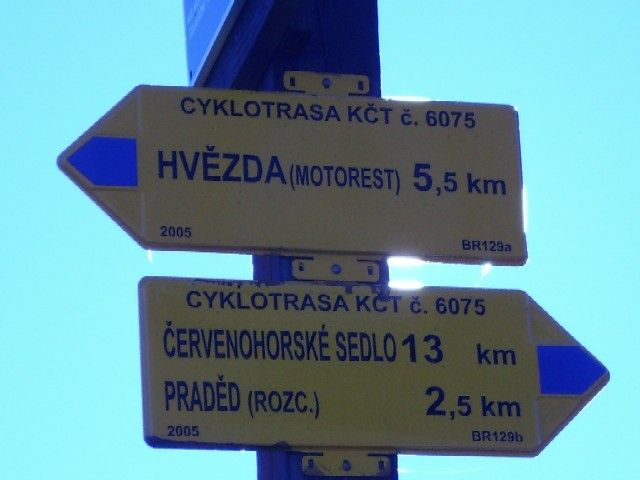 CYKLOTRASA KČT č. 6075
HVĚZDA (MOTOREST) 5,5 km
2005 BR129a
CYKLOTRASA KČT č. 6075
ČERVENOHORSKÉ SEDLO 13 km
PRADĚD (ROZC.) 2,5 km
2005 BR129b